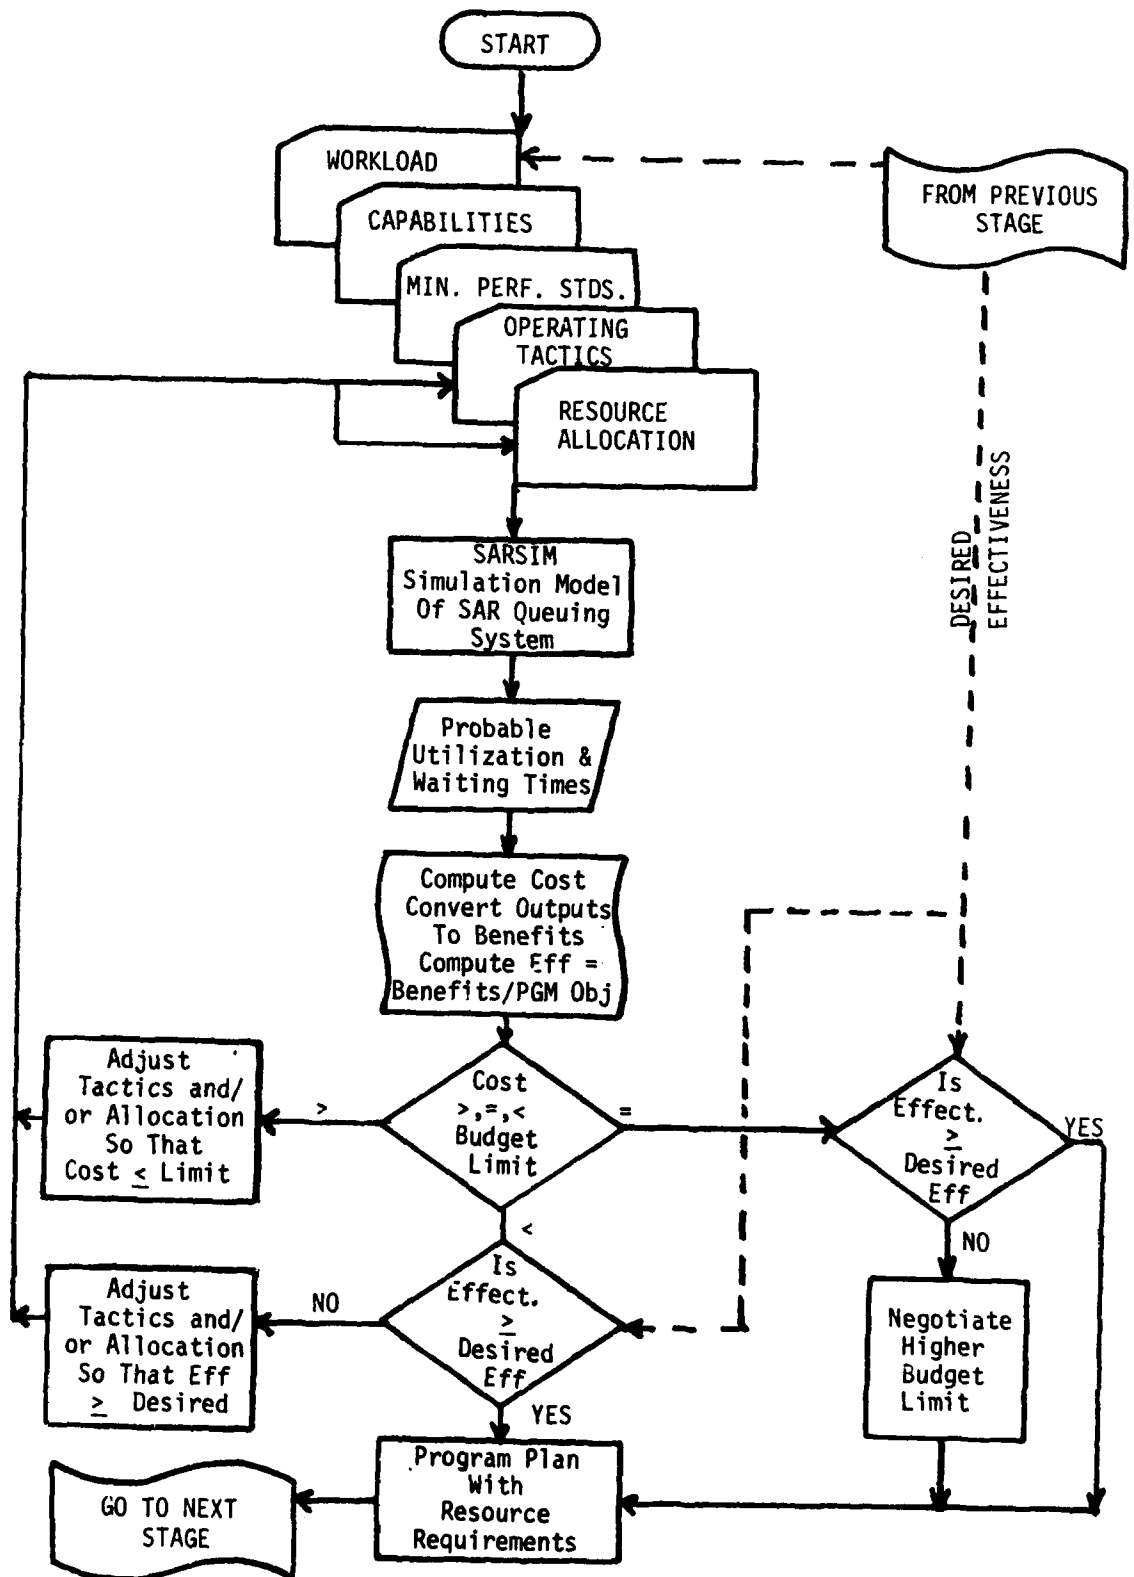 START
WORKLOAD
CAPABILITIES
MIN. PERF. STDS.
OPERATING
TACTICS
RESOURCE
ALLOCATION
FROM PREVIOUS
STAGE
DESIRED
EFFECTIVENESS
SARSIM
Simulation Model
Of SAR Queuing
System
Probable
Utilization &
Waiting Times
Compute Cost
Convert Outputs
To Benefits
Compute Eff =
Benefits/PGM Obj
Adjust
Tactics and/
or Allocation
So That
Cost ≤ Limit
>
Cost
>,=,<
Budget
Limit
=
Is
Effect.
≥
Desired
Eff
YES
<
NO
Adjust
Tactics and/
or Allocation
So That Eff
≥ Desired
NO
Is
Effect.
≥
Desired
Eff
YES
Negotiate
Higher
Budget
Limit
Program Plan
With
Resource
Requirements
GO TO NEXT
STAGE